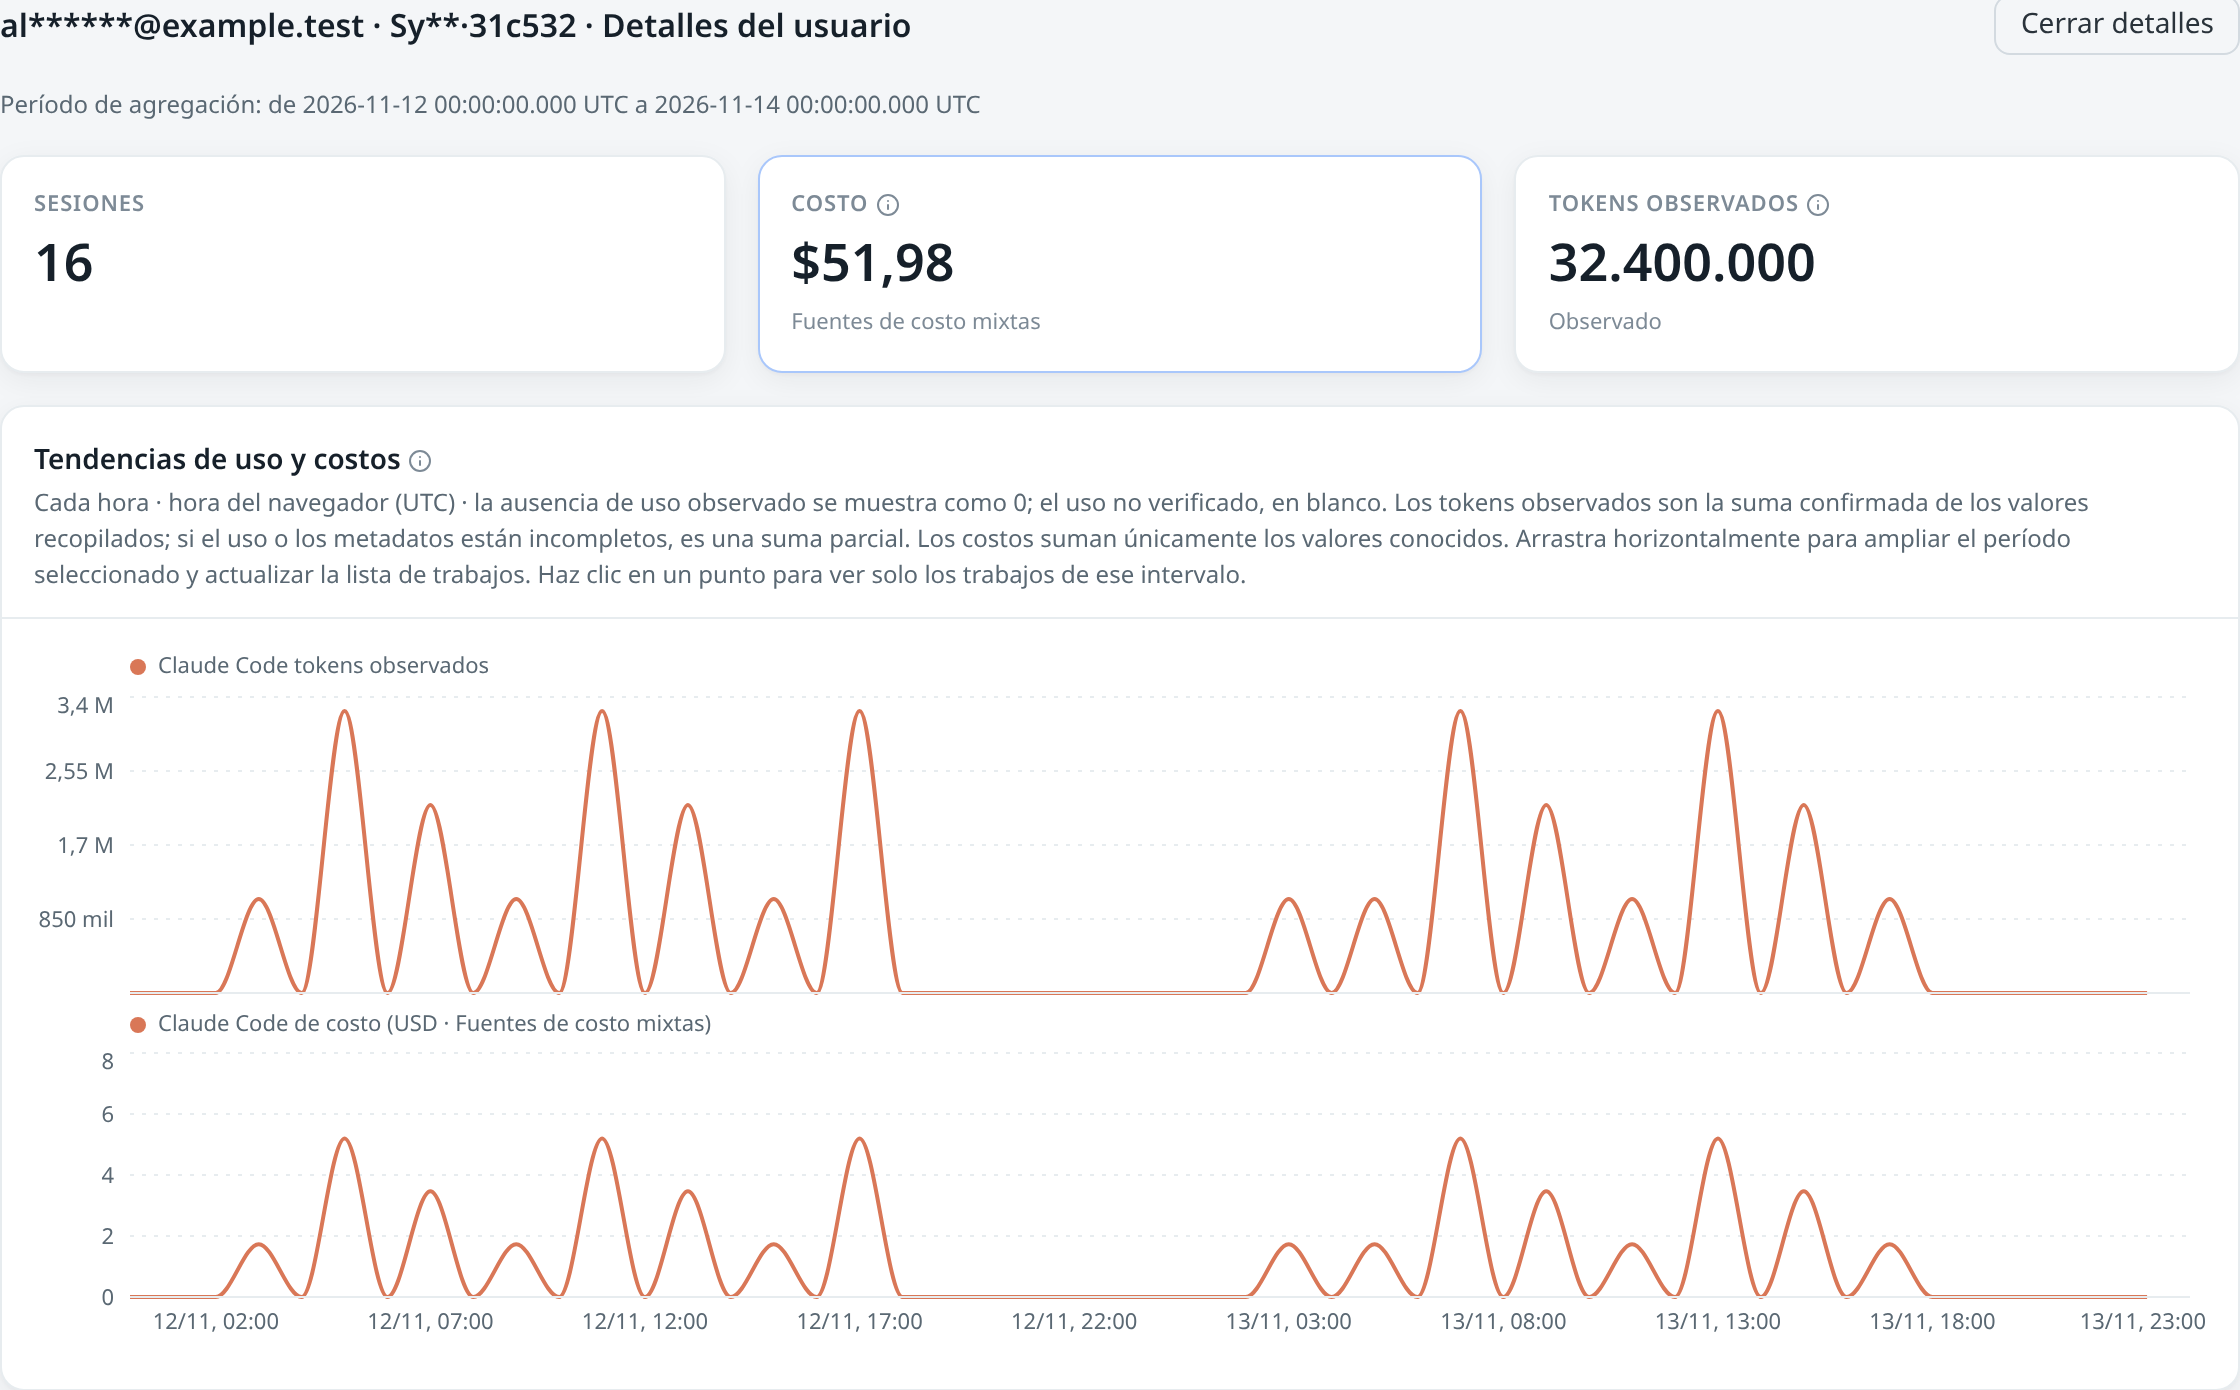 al******@example.test · Sy**·31c532 · Detalles del usuario
Cerrar detalles
Período de agregación: de 2026-11-12 00:00:00.000 UTC a 2026-11-14 00:00:00.000 UTC
SESIONES
16
COSTO
$51,98
Fuentes de costo mixtas
TOKENS OBSERVADOS
32.400.000
Observado
Tendencias de uso y costos
Cada hora · hora del navegador (UTC) · la ausencia de uso observado se muestra como 0; el uso no verificado, en blanco. Los tokens observados son la suma confirmada de los valores
recopilados; si el uso o los metadatos están incompletos, es una suma parcial. Los costos suman únicamente los valores conocidos. Arrastra horizontalmente para ampliar el período
seleccionado y actualizar la lista de trabajos. Haz clic en un punto para ver solo los trabajos de ese intervalo.
Claude Code tokens observados
3,4 M
2,55 M
1,7 M
850 mil
Claude Code de costo (USD · Fuentes de costo mixtas)
8
6
4
2
0
12/11, 02:00
12/11, 07:00
12/11, 12:00
12/11, 17:00
12/11, 22:00
13/11, 03:00
13/11, 08:00
13/11, 13:00
13/11, 18:00
13/11, 23:00